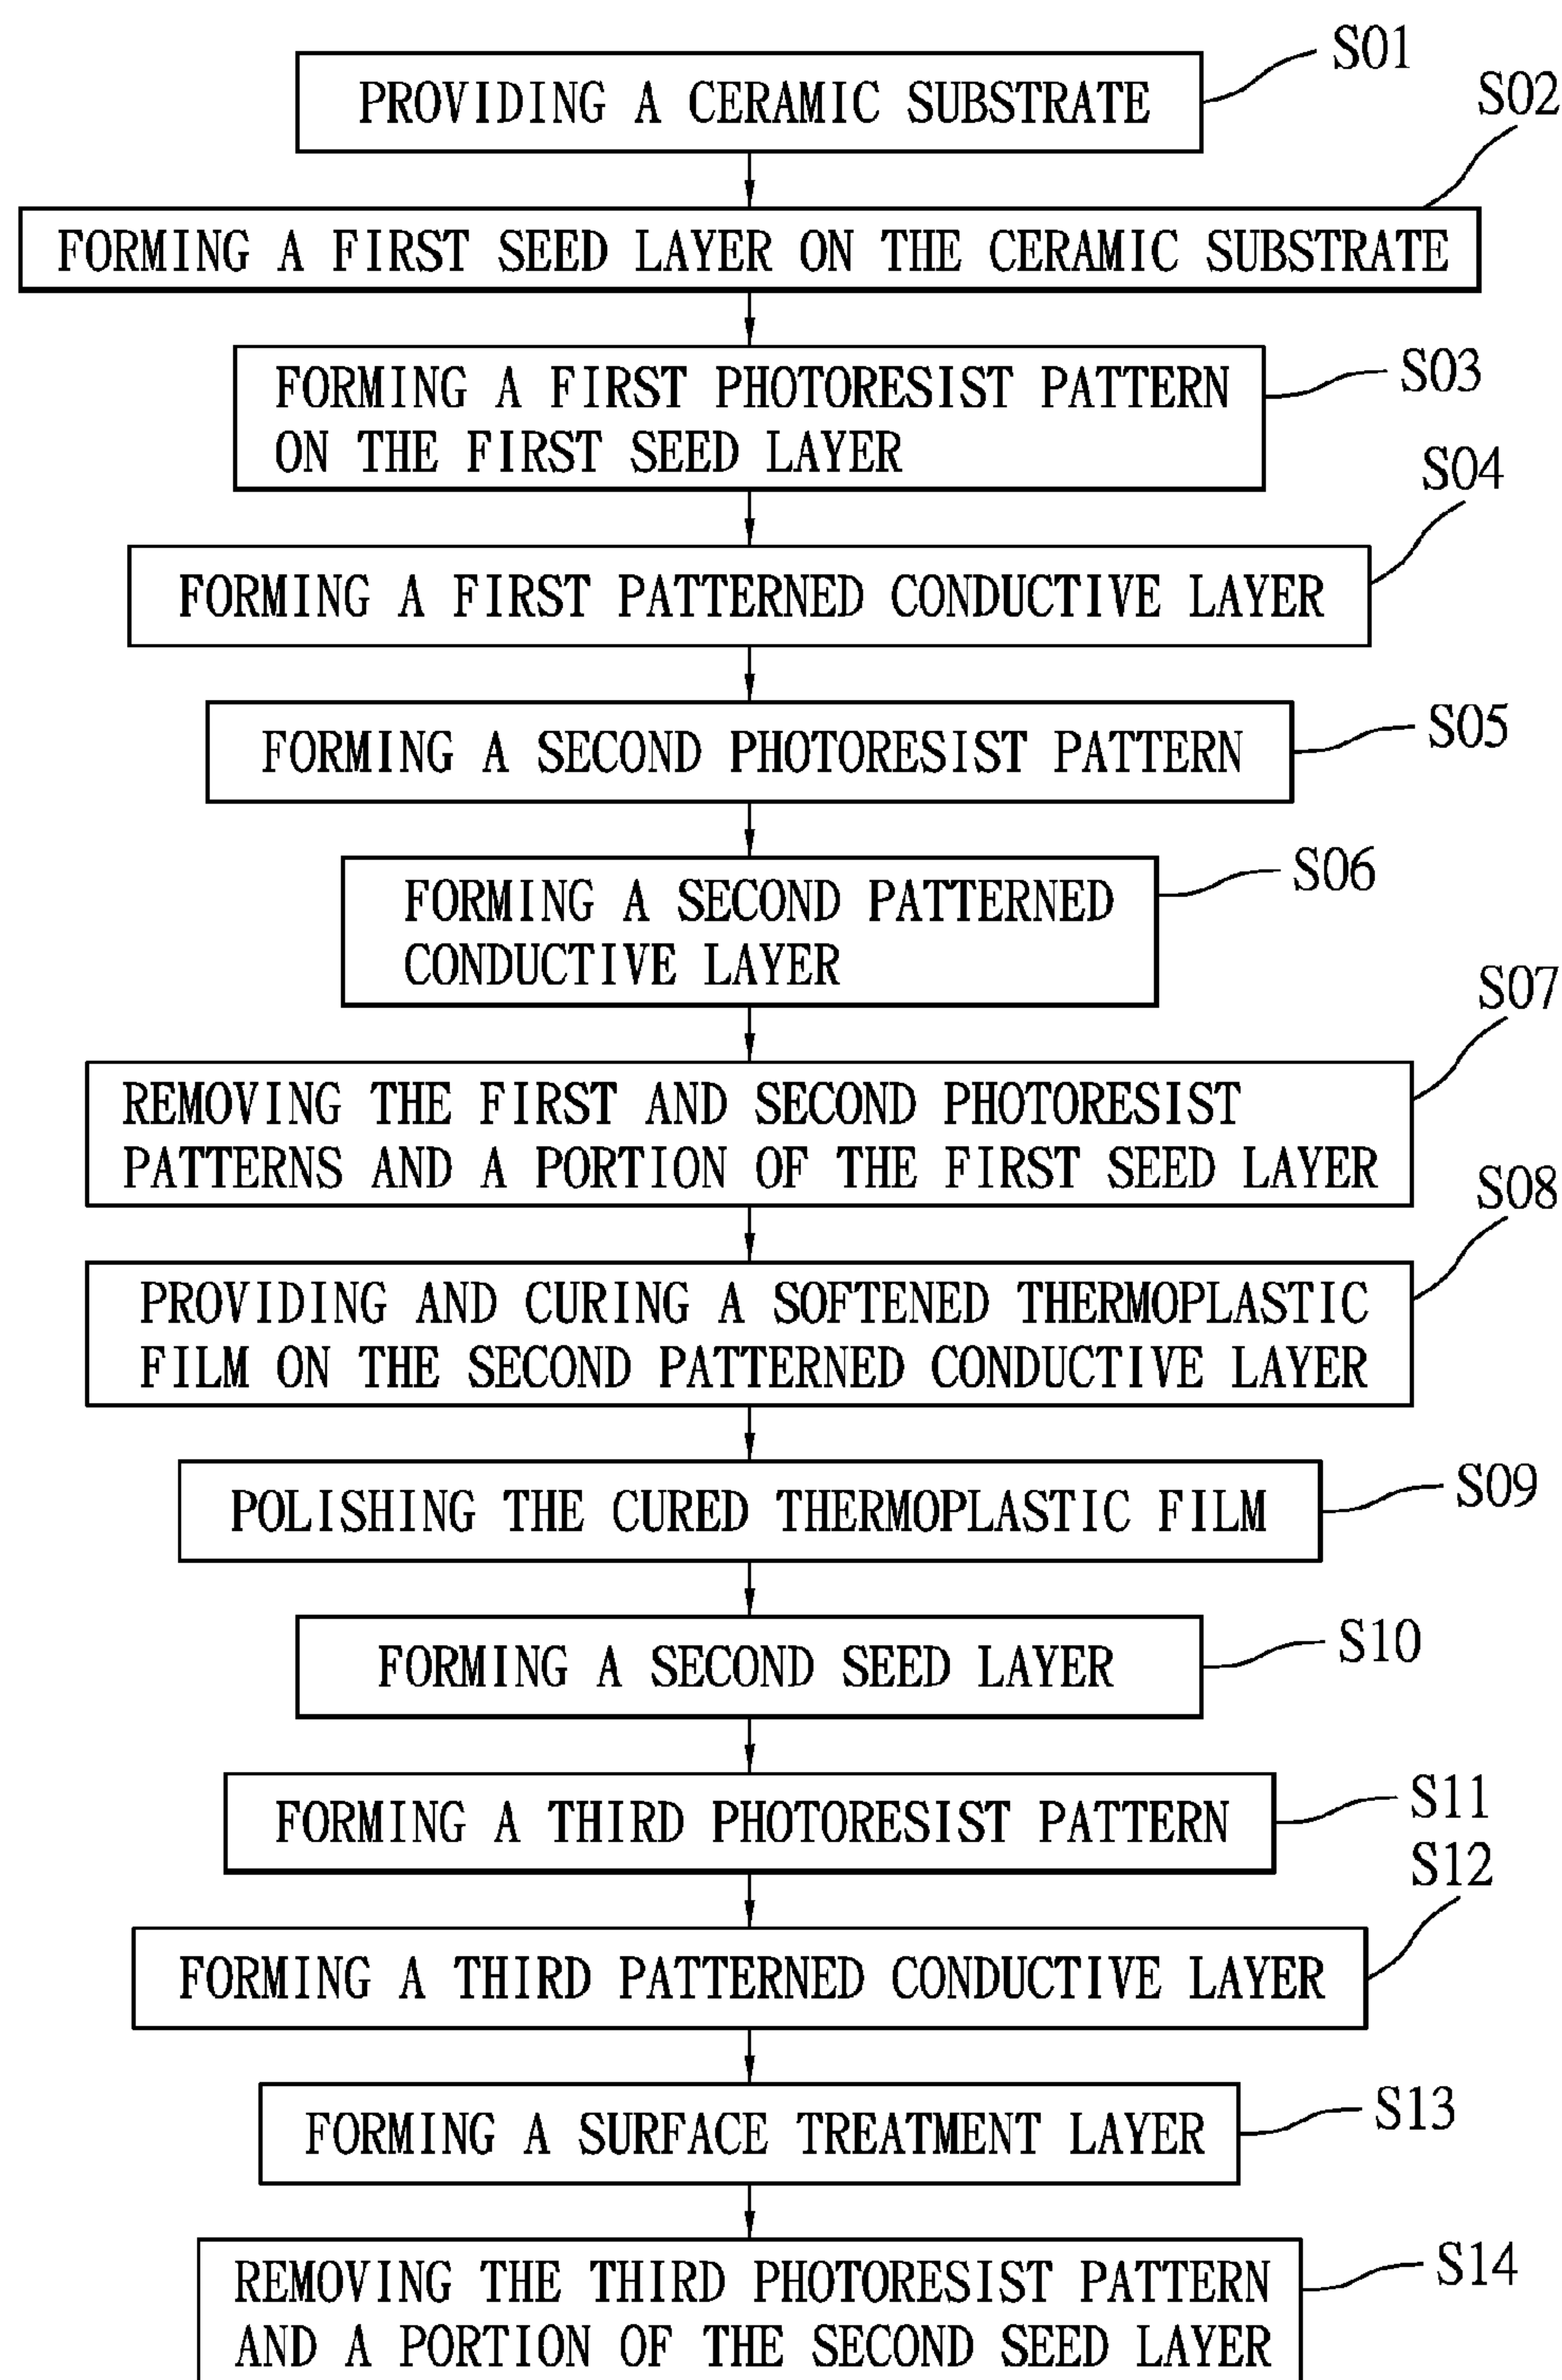 S01
PROVIDING A CERAMIC SUBSTRATE
S02
FORMING A FIRST SEED LAYER ON THE CERAMIC SUBSTRATE
S03
FORMING A FIRST PHOTORESIST PATTERN
ON THE FIRST SEED LAYER
S04
FORMING A FIRST PATTERNED CONDUCTIVE LAYER
S05
FORMING A SECOND PHOTORESIST PATTERN
S06
FORMING A SECOND PATTERNED
CONDUCTIVE LAYER
S07
REMOVING THE FIRST AND SECOND PHOTORESIST
PATTERNS AND A PORTION OF THE FIRST SEED LAYER
S08
PROVIDING AND CURING A SOFTENED THERMOPLASTIC
FILM ON THE SECOND PATTERNED CONDUCTIVE LAYER
S09
POLISHING THE CURED THERMOPLASTIC FILM
S10
FORMING A SECOND SEED LAYER
S11
FORMING A THIRD PHOTORESIST PATTERN
S12
FORMING A THIRD PATTERNED CONDUCTIVE LAYER
S13
FORMING A SURFACE TREATMENT LAYER
S14
REMOVING THE THIRD PHOTORESIST PATTERN
AND A PORTION OF THE SECOND SEED LAYER